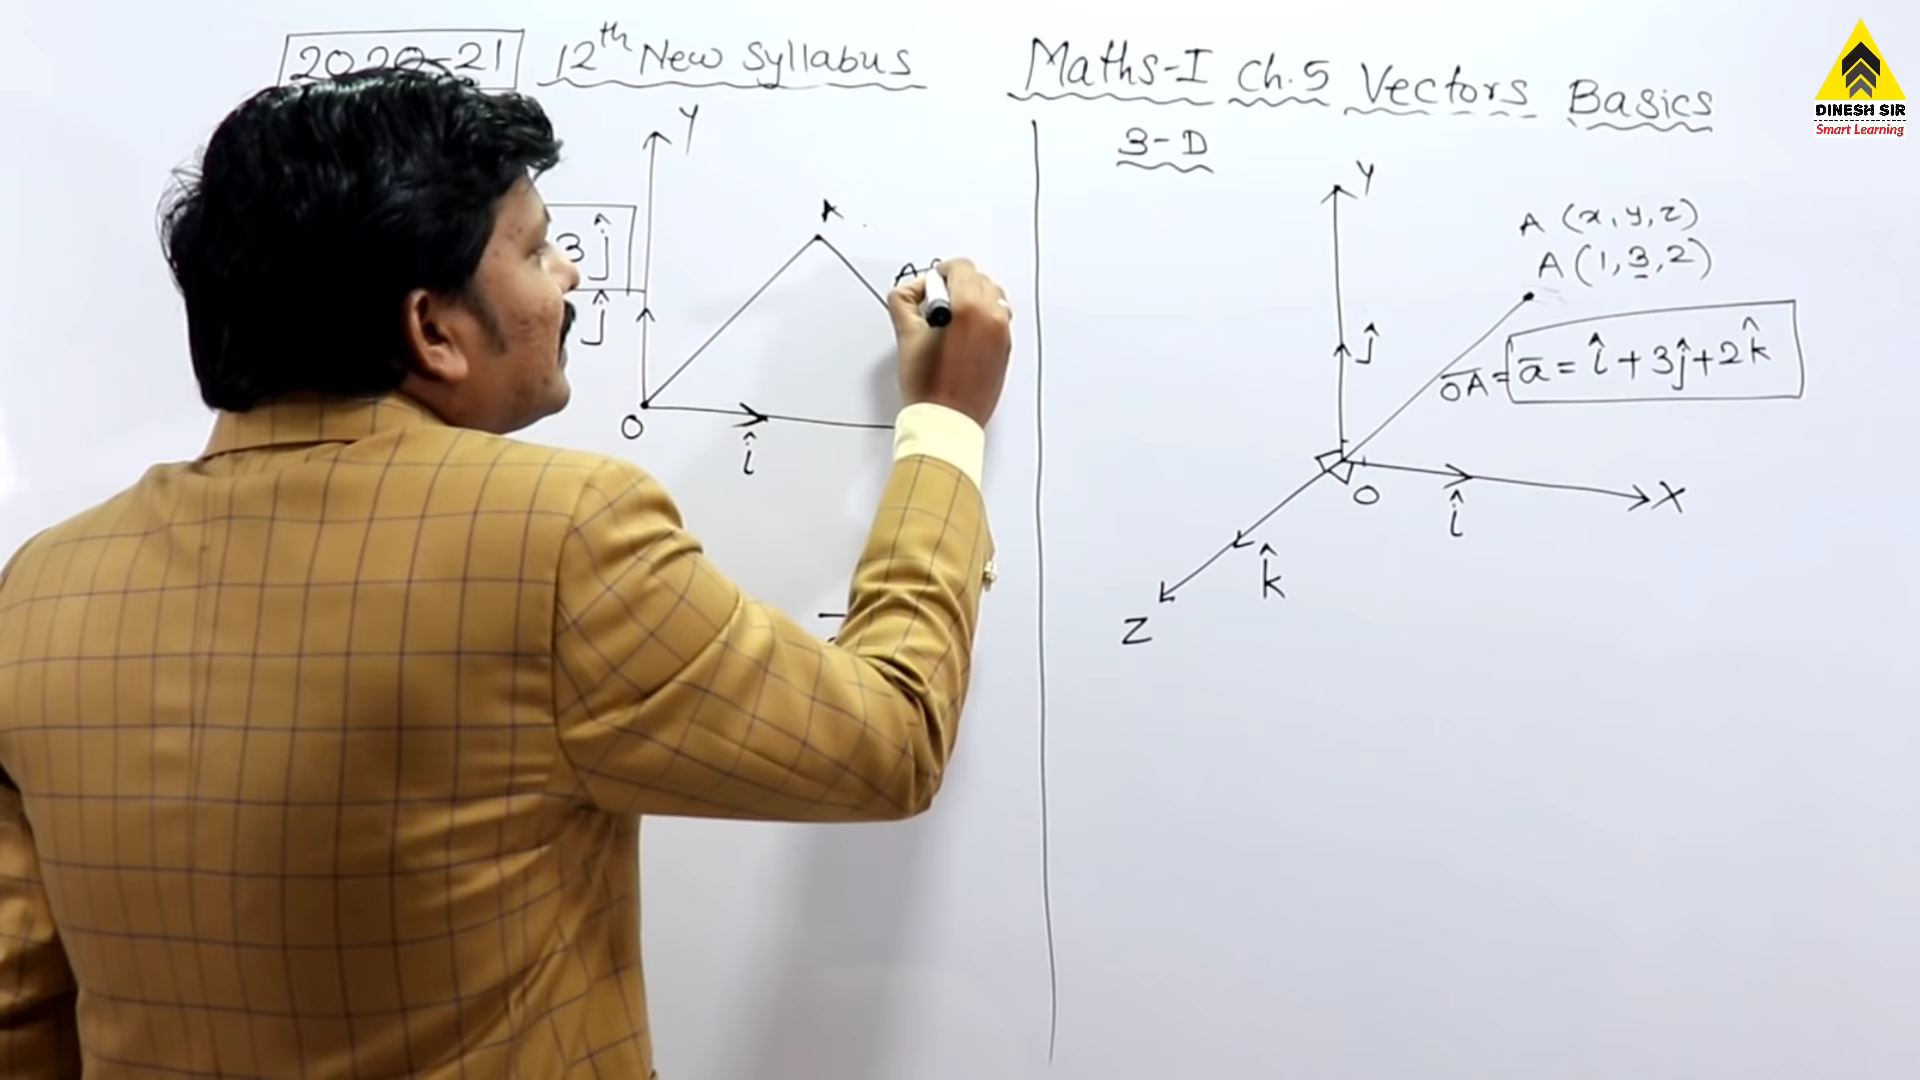 2020-21 12th New Syllabus Maths-I Ch.5 Vectors Basics
DINESH SIR
Smart Learning
Y
3ĵ
ĵ
A
O
î
3-D
Y
A (x, y, z)
A (1, 3, 2)
ĵ
O̅A̅ = a̅ = î + 3ĵ + 2k̂
O
î
X
k̂
Z